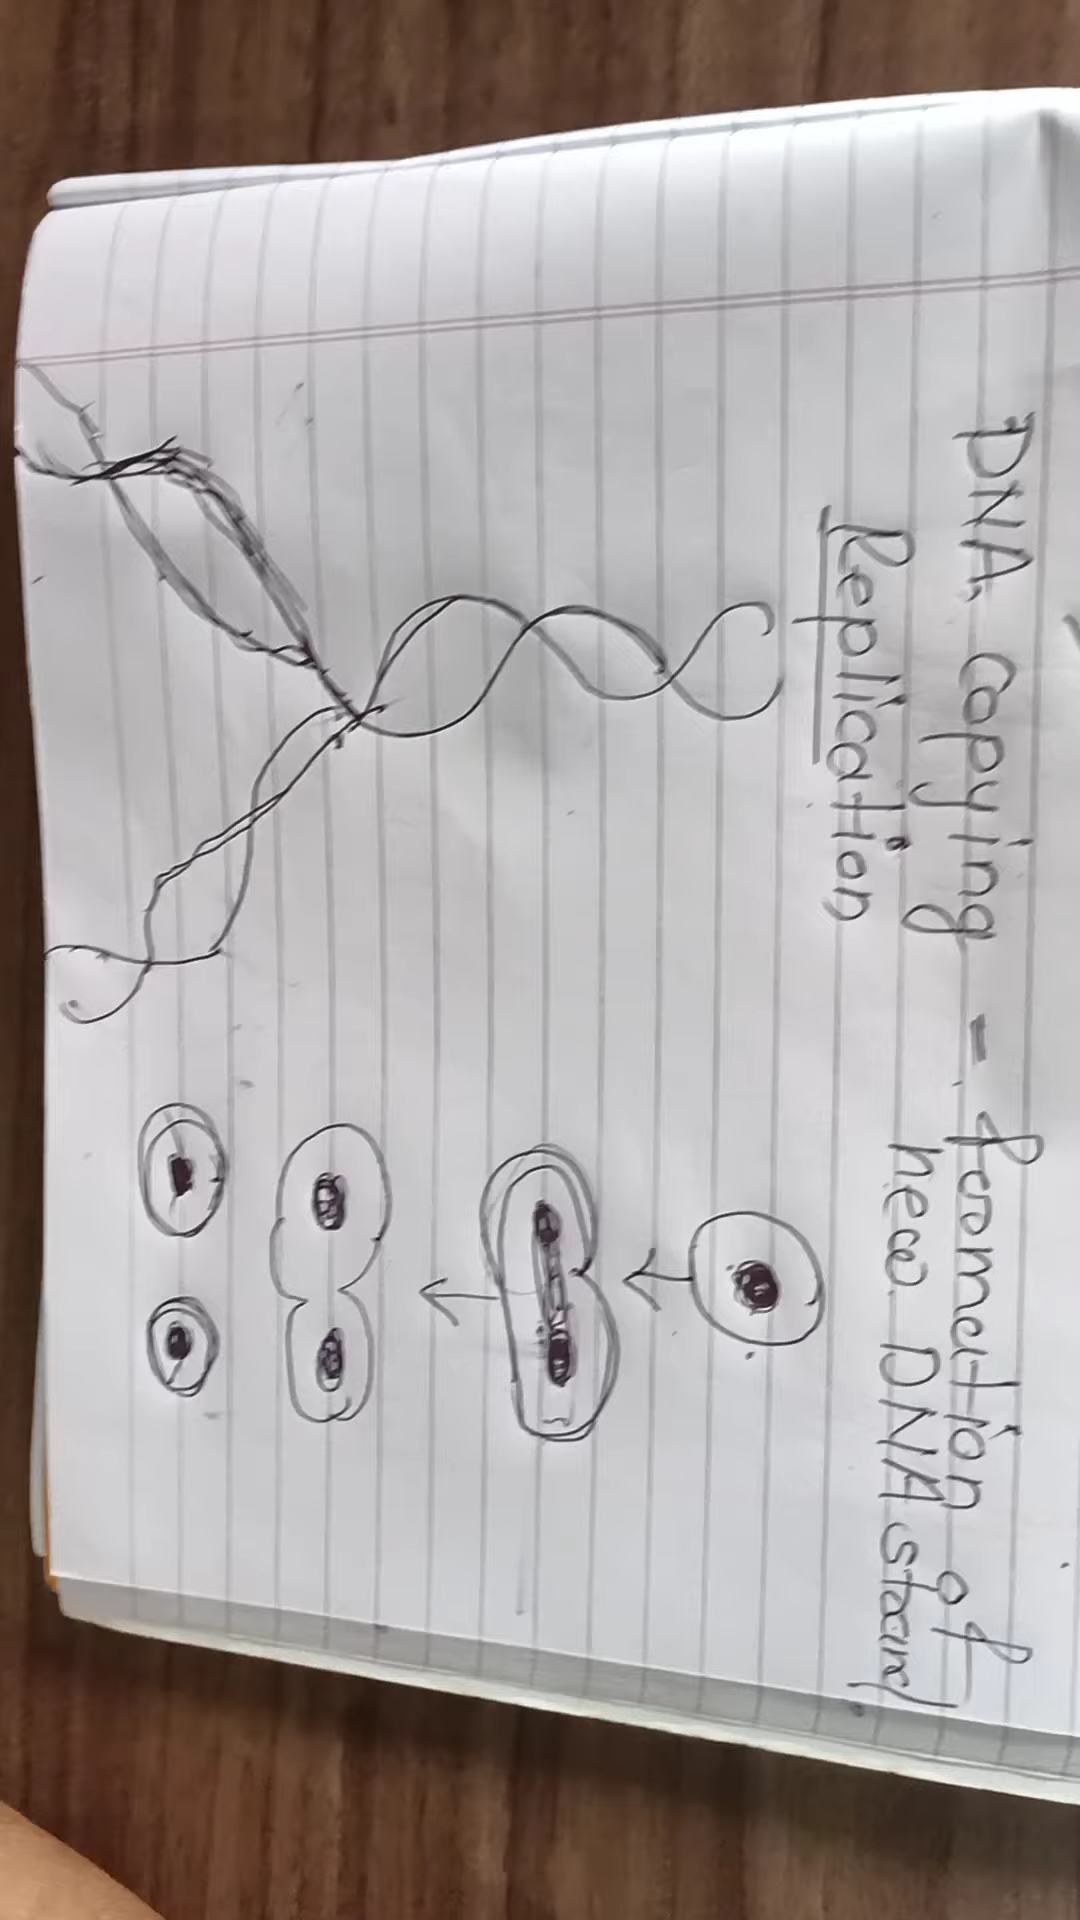 DNA copying - formation of
Replication new DNA strand.